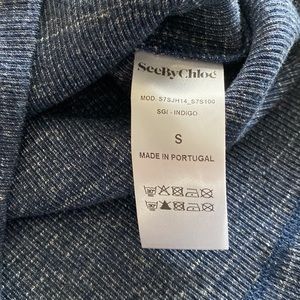 SeeByChloé
MOD. S7SJH14_S7S100
SGI - INDIGO
S
MADE IN PORTUGAL